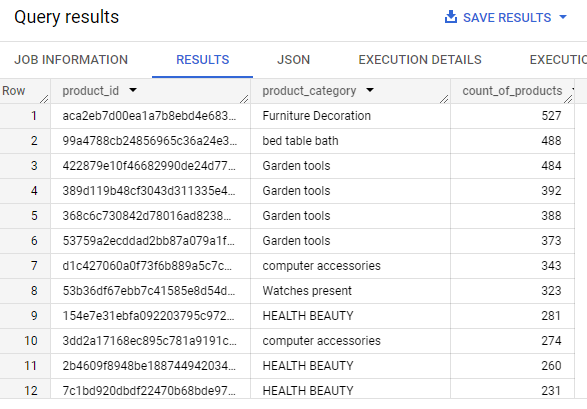 Query results SAVE RESULTS
JOB INFORMATION RESULTS JSON EXECUTION DETAILS EXECUTIO
Row product_id product_category count_of_products
1 aca2eb7d00ea1a7b8ebd4e683... Furniture Decoration 527
2 99a4788cb24856965c36a24e3... bed table bath 488
3 422879e10f46682990de24d77... Garden tools 484
4 389d119b48cf3043d311335e4... Garden tools 392
5 368c6c730842d78016ad8238... Garden tools 388
6 53759a2ecddad2bb87a079a1f... Garden tools 373
7 d1c427060a0f73f6b889a5c7c... computer accessories 343
8 53b36df67ebb7c41585e8d54d... Watches present 323
9 154e7e31ebfa092203795c972... HEALTH BEAUTY 281
10 3dd2a17168ec895c781a9191c... computer accessories 274
11 2b4609f8948be188744942034... HEALTH BEAUTY 260
12 7c1bd920dbdf22470b68bde97... HEALTH BEAUTY 231